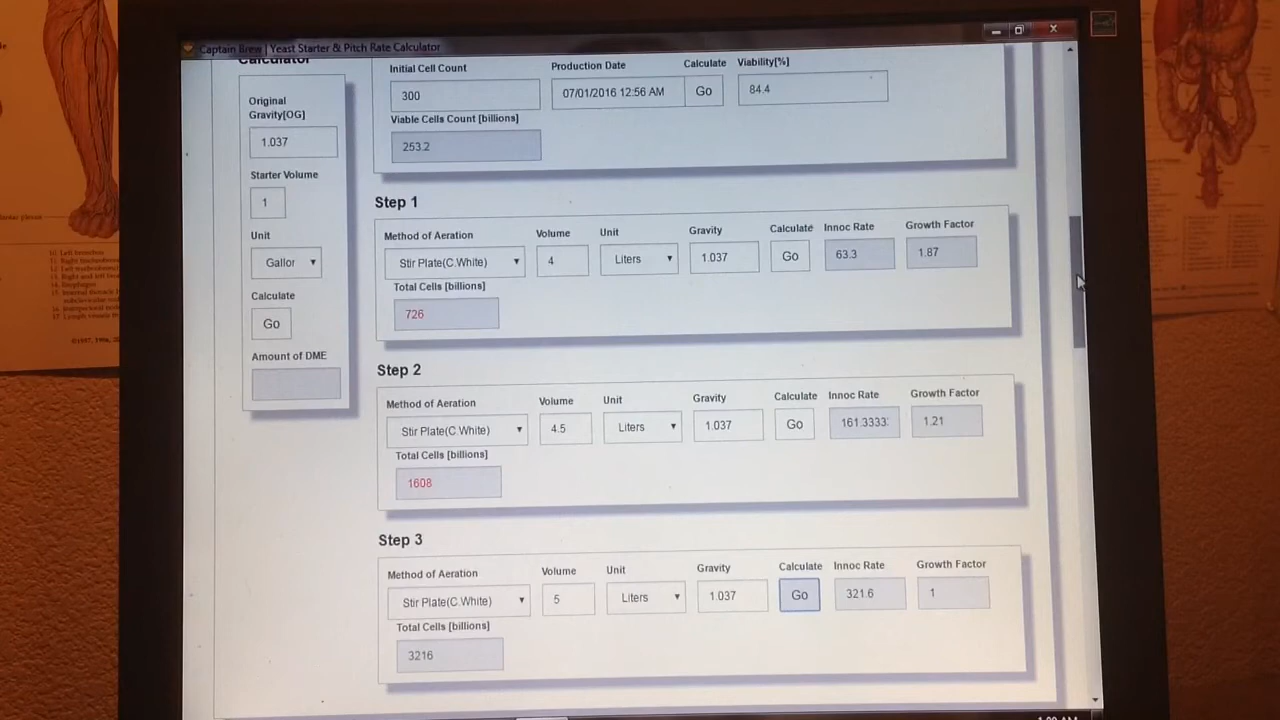 Captain Brew | Yeast Starter & Pitch Rate Calculator
Calculator
Original
Gravity[OG]
1.037
Starter Volume
1
Unit
Gallor
Calculate
Go
Amount of DME
Initial Cell Count
Production Date
Calculate
Viability[%]
300
07/01/2016 12:56 AM
Go
84.4
Viable Cells Count [billions]
253.2
Step 1
Method of Aeration
Volume
Unit
Gravity
Calculate
Innoc Rate
Growth Factor
Stir Plate(C.White)
4
Liters
1.037
Go
63.3
1.87
Total Cells [billions]
726
Step 2
Method of Aeration
Volume
Unit
Gravity
Calculate
Innoc Rate
Growth Factor
Stir Plate(C.White)
4.5
Liters
1.037
Go
161.3333:
1.21
Total Cells [billions]
1608
Step 3
Method of Aeration
Volume
Unit
Gravity
Calculate
Innoc Rate
Growth Factor
Stir Plate(C.White)
5
Liters
1.037
Go
321.6
1
Total Cells [billions]
3216